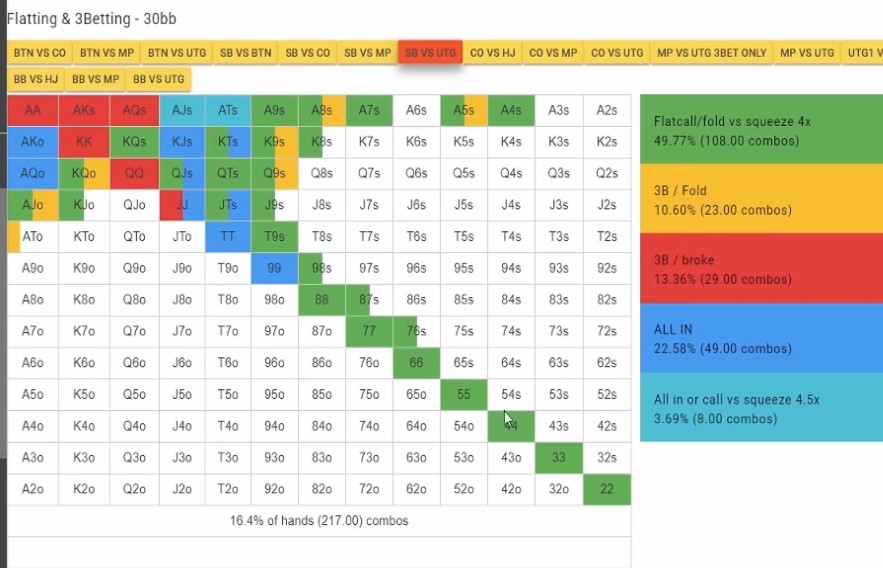 Flatting & 3Betting - 30bb
BTN VS CO BTN VS MP BTN VS UTG SB VS BTN SB VS CO SB VS MP SB VS UTG CO VS HJ CO VS MP CO VS UTG MP VS UTG 3BET ONLY MP VS UTG UTG1 V
BB VS HJ BB VS MP BB VS UTG
AA AKs AQs AJs ATs A9s A8s A7s A6s A5s A4s A3s A2s
AKo KK KQs KJs KTs K9s K8s K7s K6s K5s K4s K3s K2s
AQo KQo QQ QJs QTs Q9s Q8s Q7s Q6s Q5s Q4s Q3s Q2s
AJo KJo QJo JJ JTs J9s J8s J7s J6s J5s J4s J3s J2s
ATo KTo QTo JTo TT T9s T8s T7s T6s T5s T4s T3s T2s
A9o K9o Q9o J9o T9o 99 98s 97s 96s 95s 94s 93s 92s
A8o K8o Q8o J8o T8o 98o 88 87s 86s 85s 84s 83s 82s
A7o K7o Q7o J7o T7o 97o 87o 77 76s 75s 74s 73s 72s
A6o K6o Q6o J6o T6o 96o 86o 76o 66 65s 64s 63s 62s
A5o K5o Q5o J5o T5o 95o 85o 75o 65o 55 54s 53s 52s
A4o K4o Q4o J4o T4o 94o 84o 74o 64o 54o 44 43s 42s
A3o K3o Q3o J3o T3o 93o 83o 73o 63o 53o 43o 33 32s
A2o K2o Q2o J2o T2o 92o 82o 72o 62o 52o 42o 32o 22
16.4% of hands (217.00) combos
Flatcall/fold vs squeeze 4x
49.77% (108.00 combos)
3B / Fold
10.60% (23.00 combos)
3B / broke
13.36% (29.00 combos)
ALL IN
22.58% (49.00 combos)
All in or call vs squeeze 4.5x
3.69% (8.00 combos)